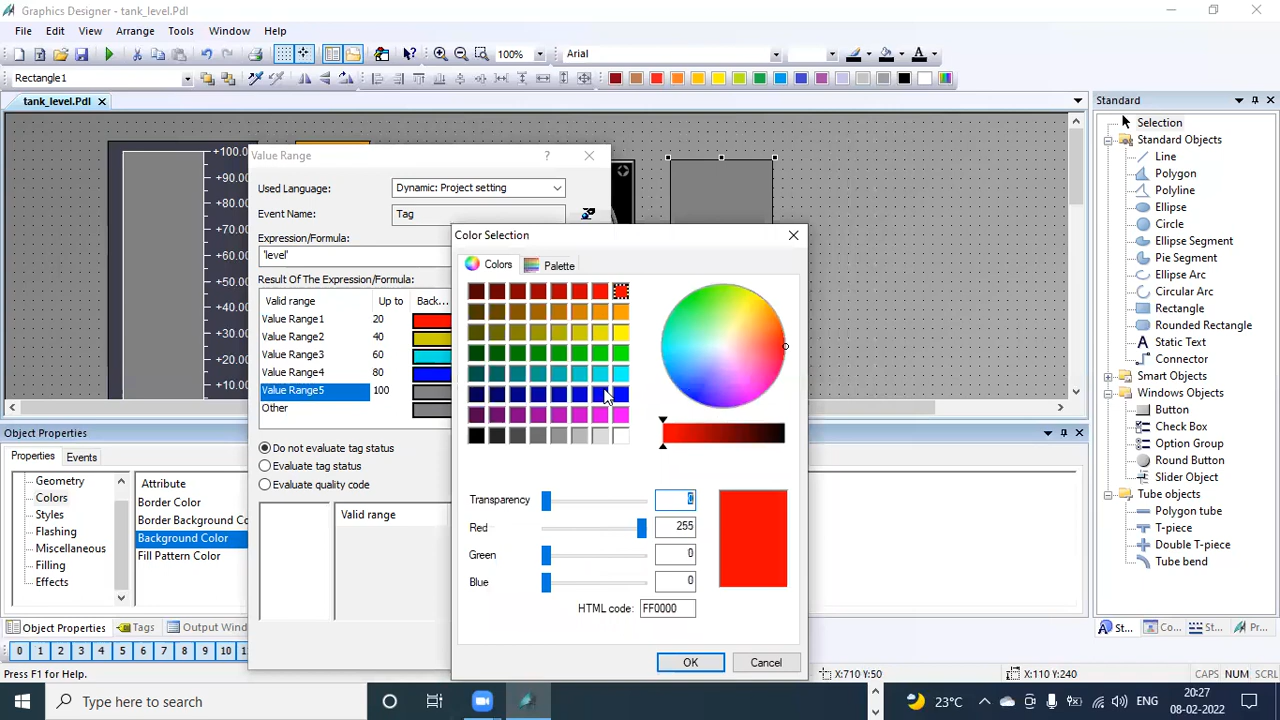 Graphics Designer - tank_level.Pdl
File Edit View Arrange Tools Window Help
100% Arial
Rectangle1
tank_level.Pdl
Standard
Selection
Standard Objects
Line
Polygon
Polyline
Ellipse
Circle
Ellipse Segment
Pie Segment
Ellipse Arc
Circular Arc
Rectangle
Rounded Rectangle
Static Text
Connector
Smart Objects
Windows Objects
Button
Check Box
Option Group
Round Button
Slider Object
Tube objects
Polygon tube
T-piece
Double T-piece
Tube bend
St... Co... St... Pr...
+100.0
+90.00
+80.00
+70.00
+60.00
+50.00
+40.00
+30.00
+20.00
+10.00
Value Range
Used Language: Dynamic: Project setting
Event Name: Tag
Expression/Formula:
'level'
Result Of The Expression/Formula:
Valid range Up to Back...
Value Range1 20
Value Range2 40
Value Range3 60
Value Range4 80
Value Range5 100
Other
Do not evaluate tag status
Evaluate tag status
Evaluate quality code
Valid range
Color Selection
Colors Palette
Transparency 0
Red 255
Green 0
Blue 0
HTML code: FF0000
OK Cancel
Object Properties
Properties Events
Geometry
Colors
Styles
Flashing
Miscellaneous
Filling
Effects
Attribute
Border Color
Border Background Co
Background Color
Fill Pattern Color
Object Properties Tags Output Wind
0 1 2 3 4 5 6 7 8 9 10
Press F1 for Help. X:710 Y:50 X:110 Y:240 CAPS NUM SCRL
Type here to search 23°C ENG 20:27
08-02-2022